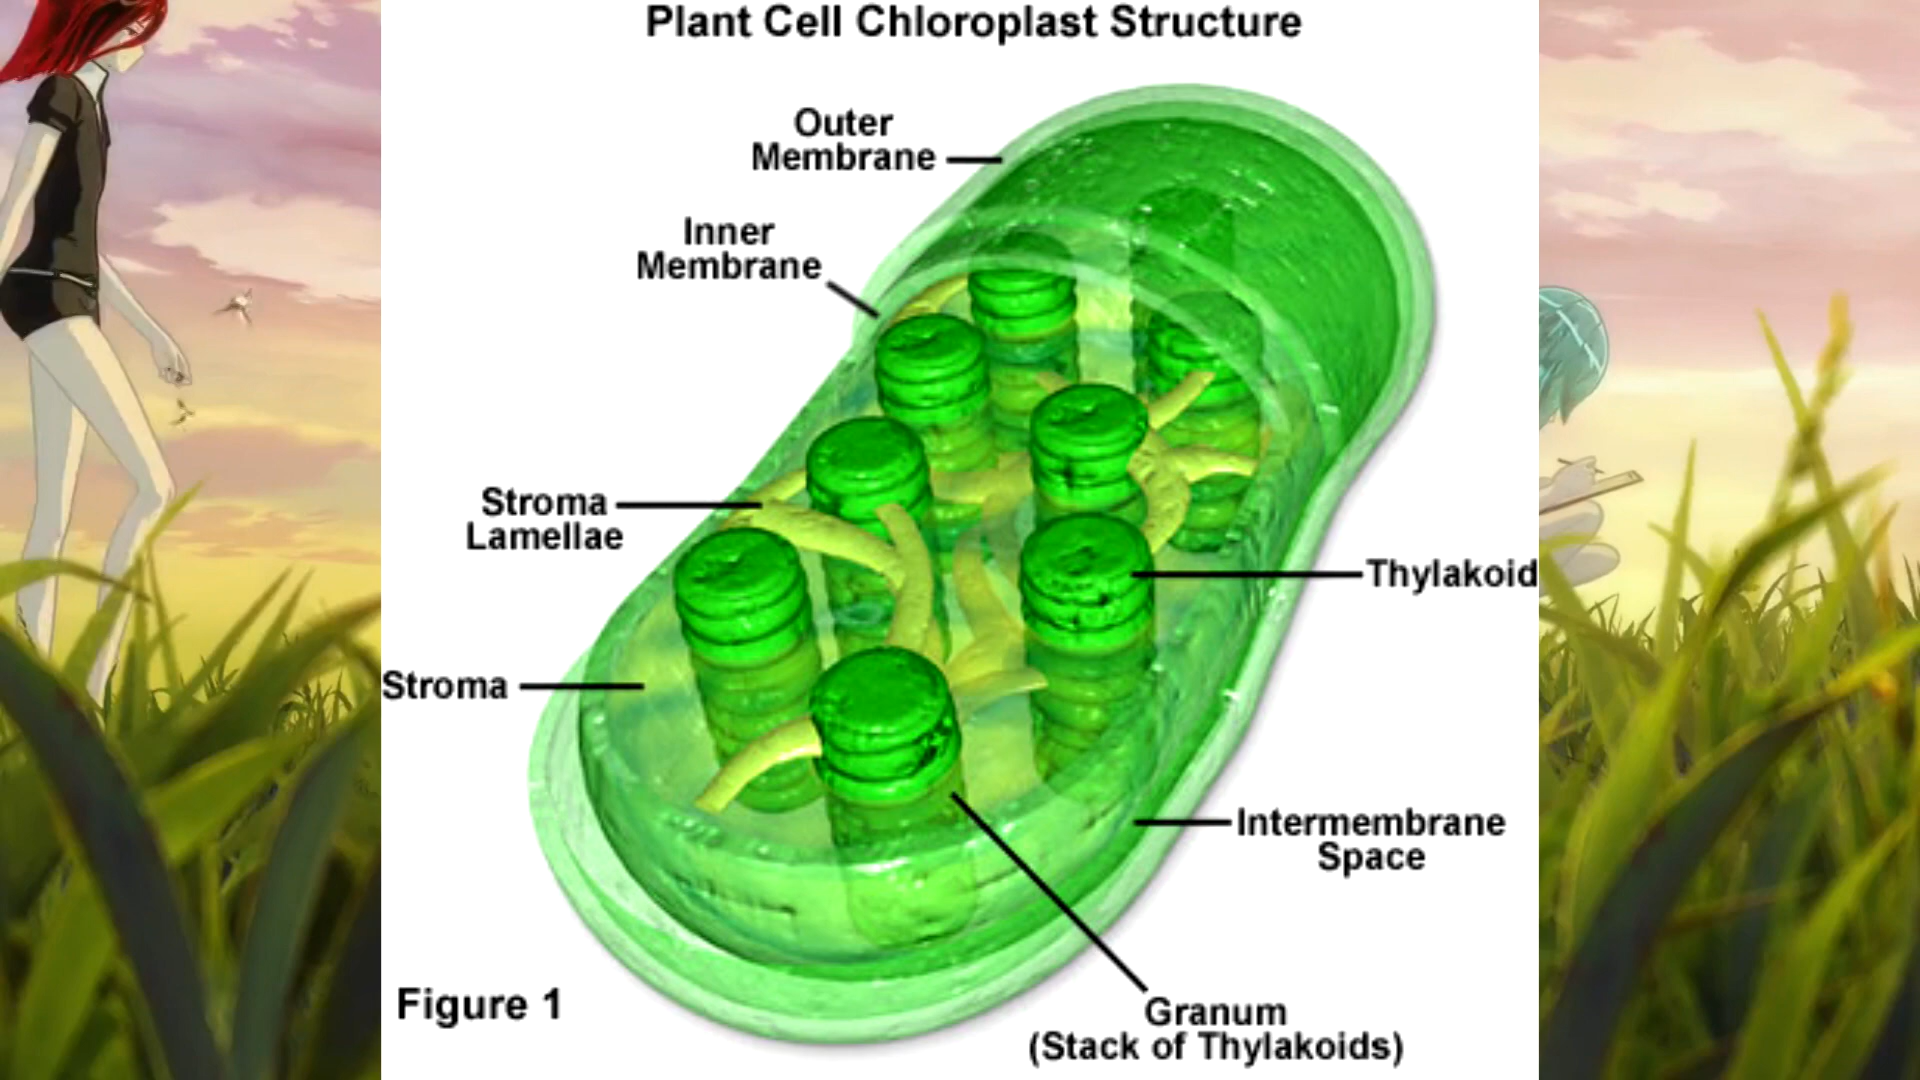 Plant Cell Chloroplast Structure
Outer
Membrane
Inner
Membrane
Stroma
Lamellae
Thylakoid
Stroma
Intermembrane
Space
Figure 1
Granum
(Stack of Thylakoids)